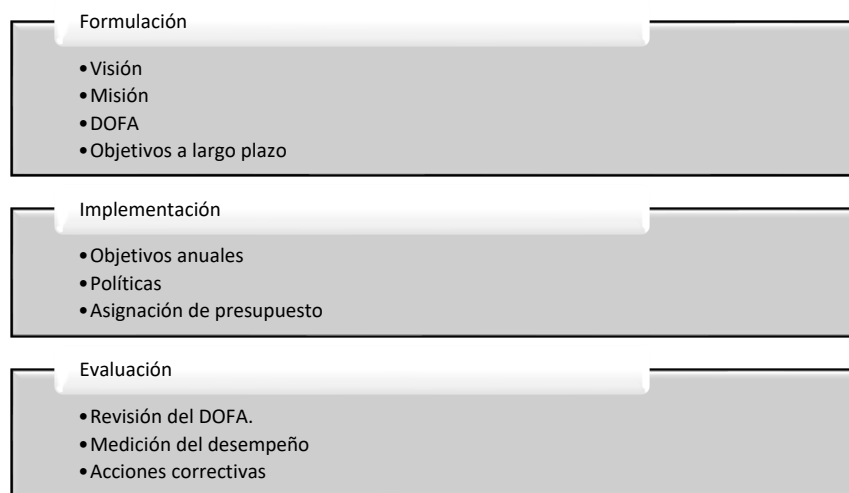 Formulación
•Visión
•Misión
•DOFA
•Objetivos a largo plazo
Implementación
•Objetivos anuales
•Políticas
•Asignación de presupuesto
Evaluación
•Revisión del DOFA.
•Medición del desempeño
•Acciones correctivas